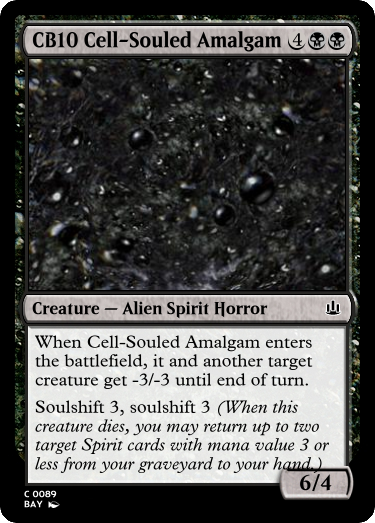 CB10 Cell-Souled Amalgam 4
Creature — Alien Spirit Horror
When Cell-Souled Amalgam enters
the battlefield, it and another target
creature get -3/-3 until end of turn.
Soulshift 3, soulshift 3 (When this
creature dies, you may return up to two
target Spirit cards with mana value 3 or
less from your graveyard to your hand.)
6/4
C 0089
BAY